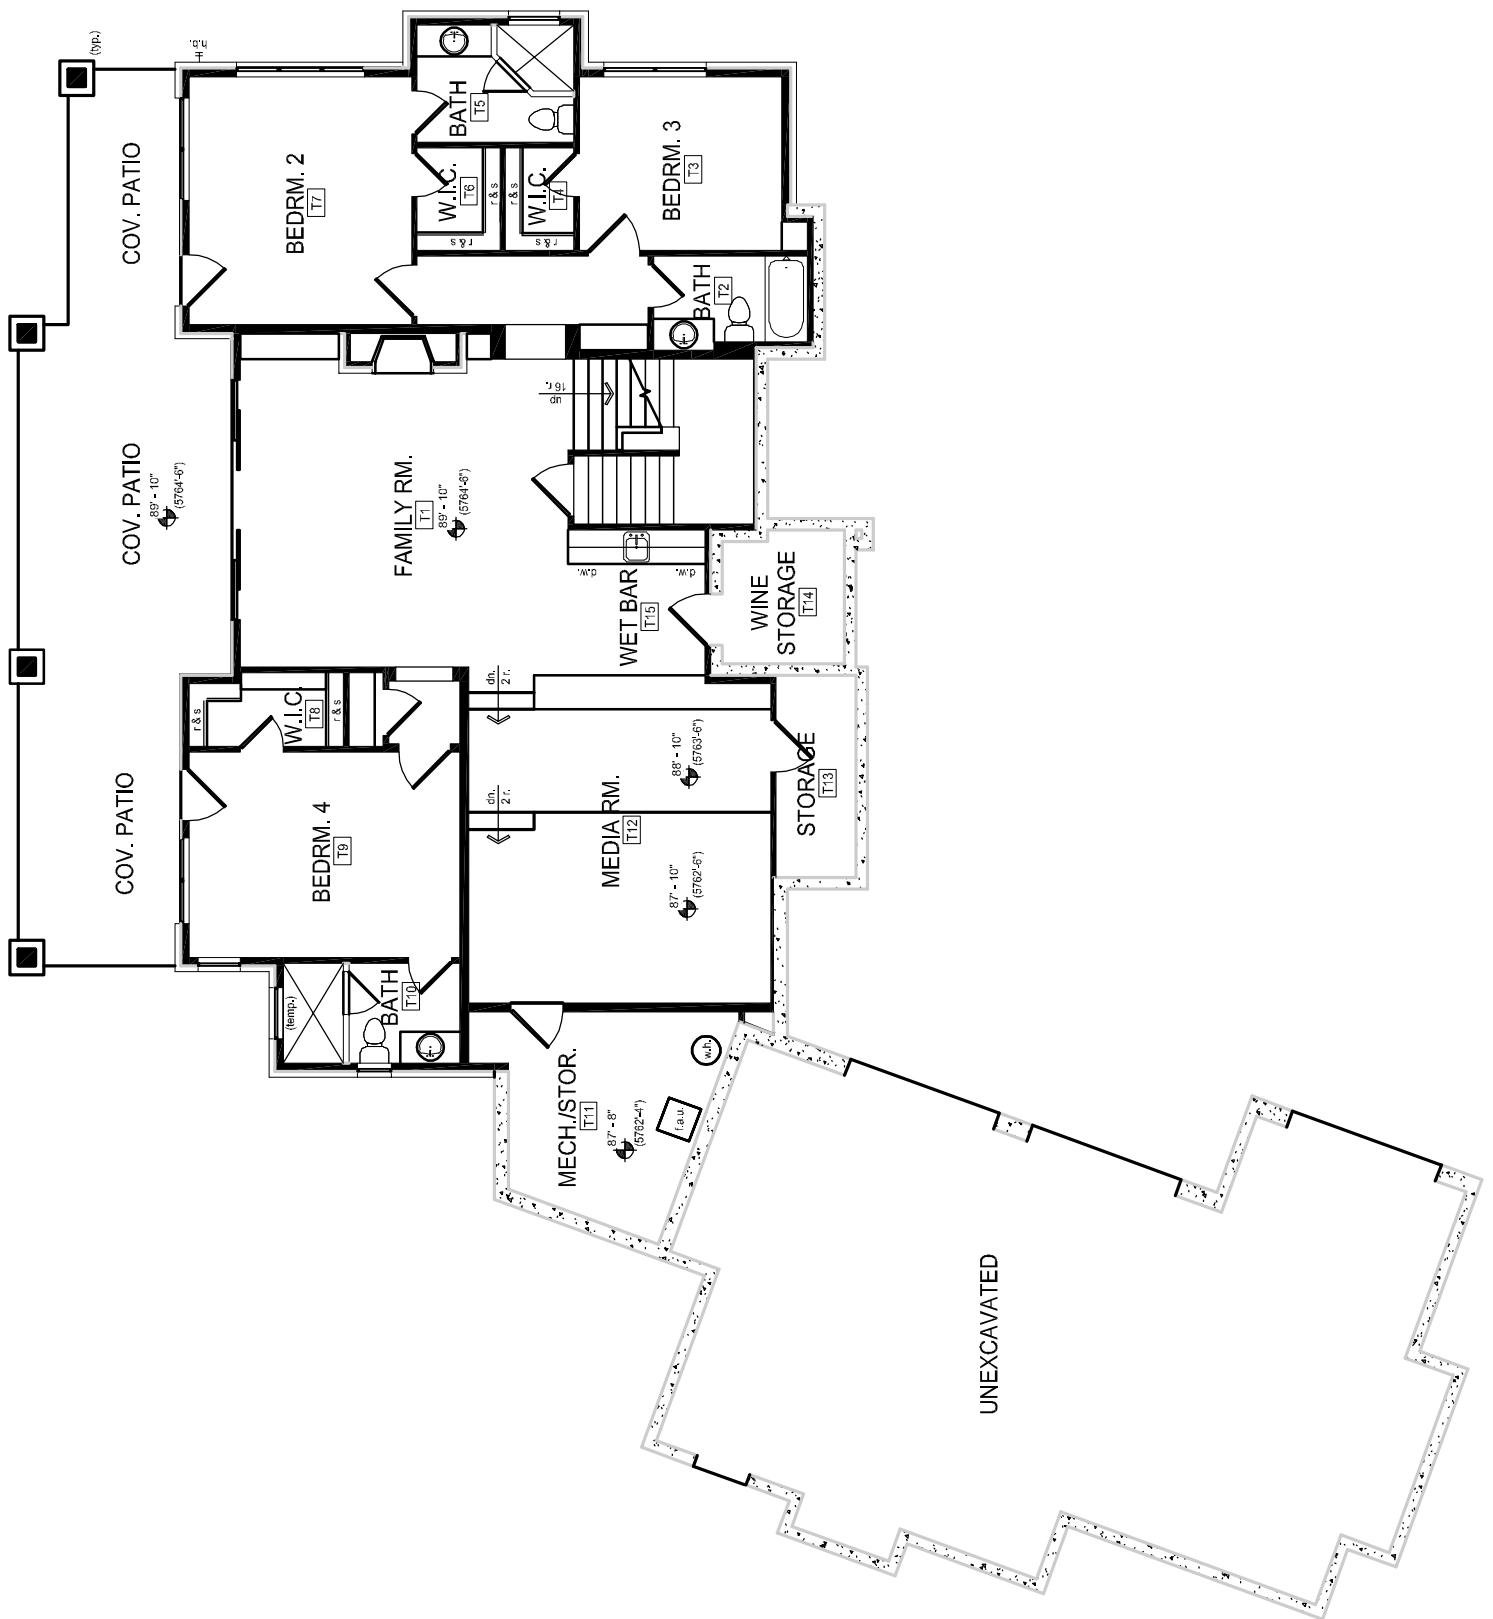 (typ.)
h.b.
COV. PATIO
BEDRM. 2
T7
BATH
T5
W.I.C.
T6
r & s
r & s
W.I.C.
T4
r & s
r & s
BEDRM. 3
T3
BATH
T2
COV. PATIO
89' - 10"
(5764'-6")
FAMILY RM.
T1
89' - 10"
(5764'-6")
up
16 r.
WET BAR
T15
d.w.
d.w.
WINE
STORAGE
T14
COV. PATIO
r & s
W.I.C.
T8
r & s
BEDRM. 4
T9
dn.
2 r.
dn.
2 r.
88' - 10"
(5763'-6")
MEDIA RM.
T12
87' - 10"
(5762'-6")
STORAGE
T13
(temp.)
BATH
T10
MECH./STOR.
T11
87' - 8"
(5762'-4")
w.h.
f.a.u.
UNEXCAVATED